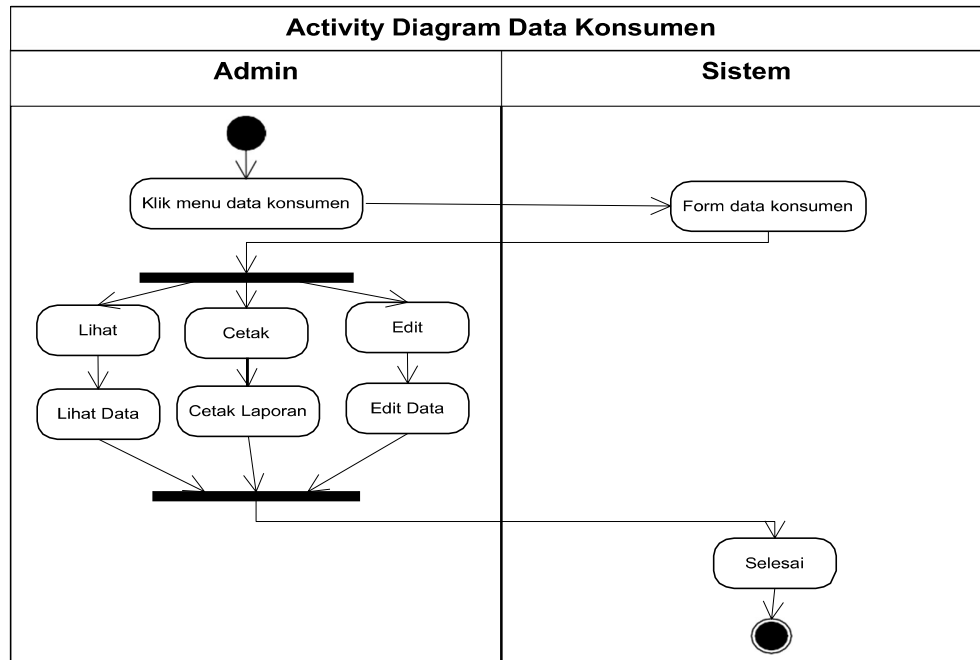 Activity Diagram Data Konsumen
Admin
Sistem
Klik menu data konsumen
Form data konsumen
Lihat
Cetak
Edit
Lihat Data
Cetak Laporan
Edit Data
Selesai